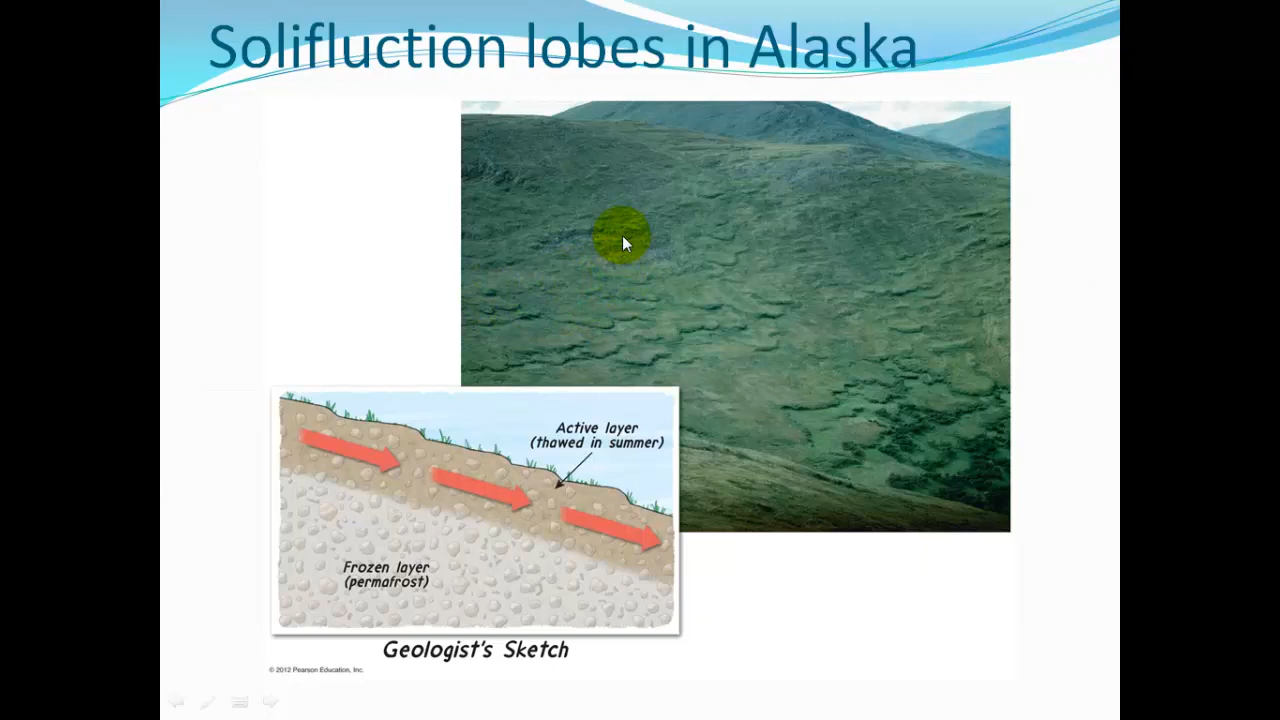 Solifluction lobes in Alaska
Active layer
(thawed in summer)
Frozen layer
(permafrost)
Geologist's Sketch
© 2012 Pearson Education, Inc.